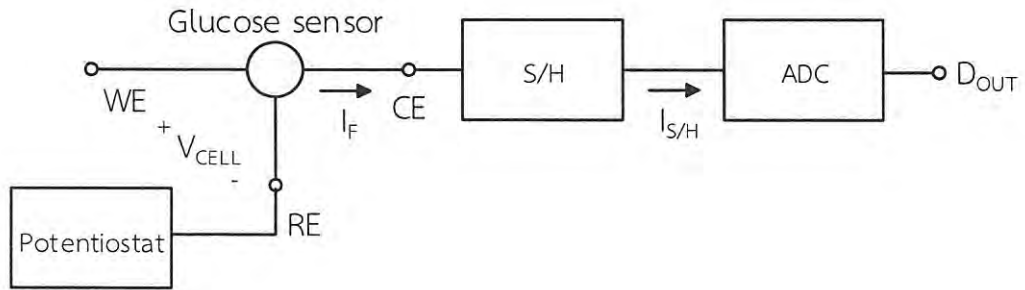 Glucose sensor
WE
+
V_CELL
-
I_F
CE
S/H
I_S/H
ADC
D_OUT
RE
Potentiostat